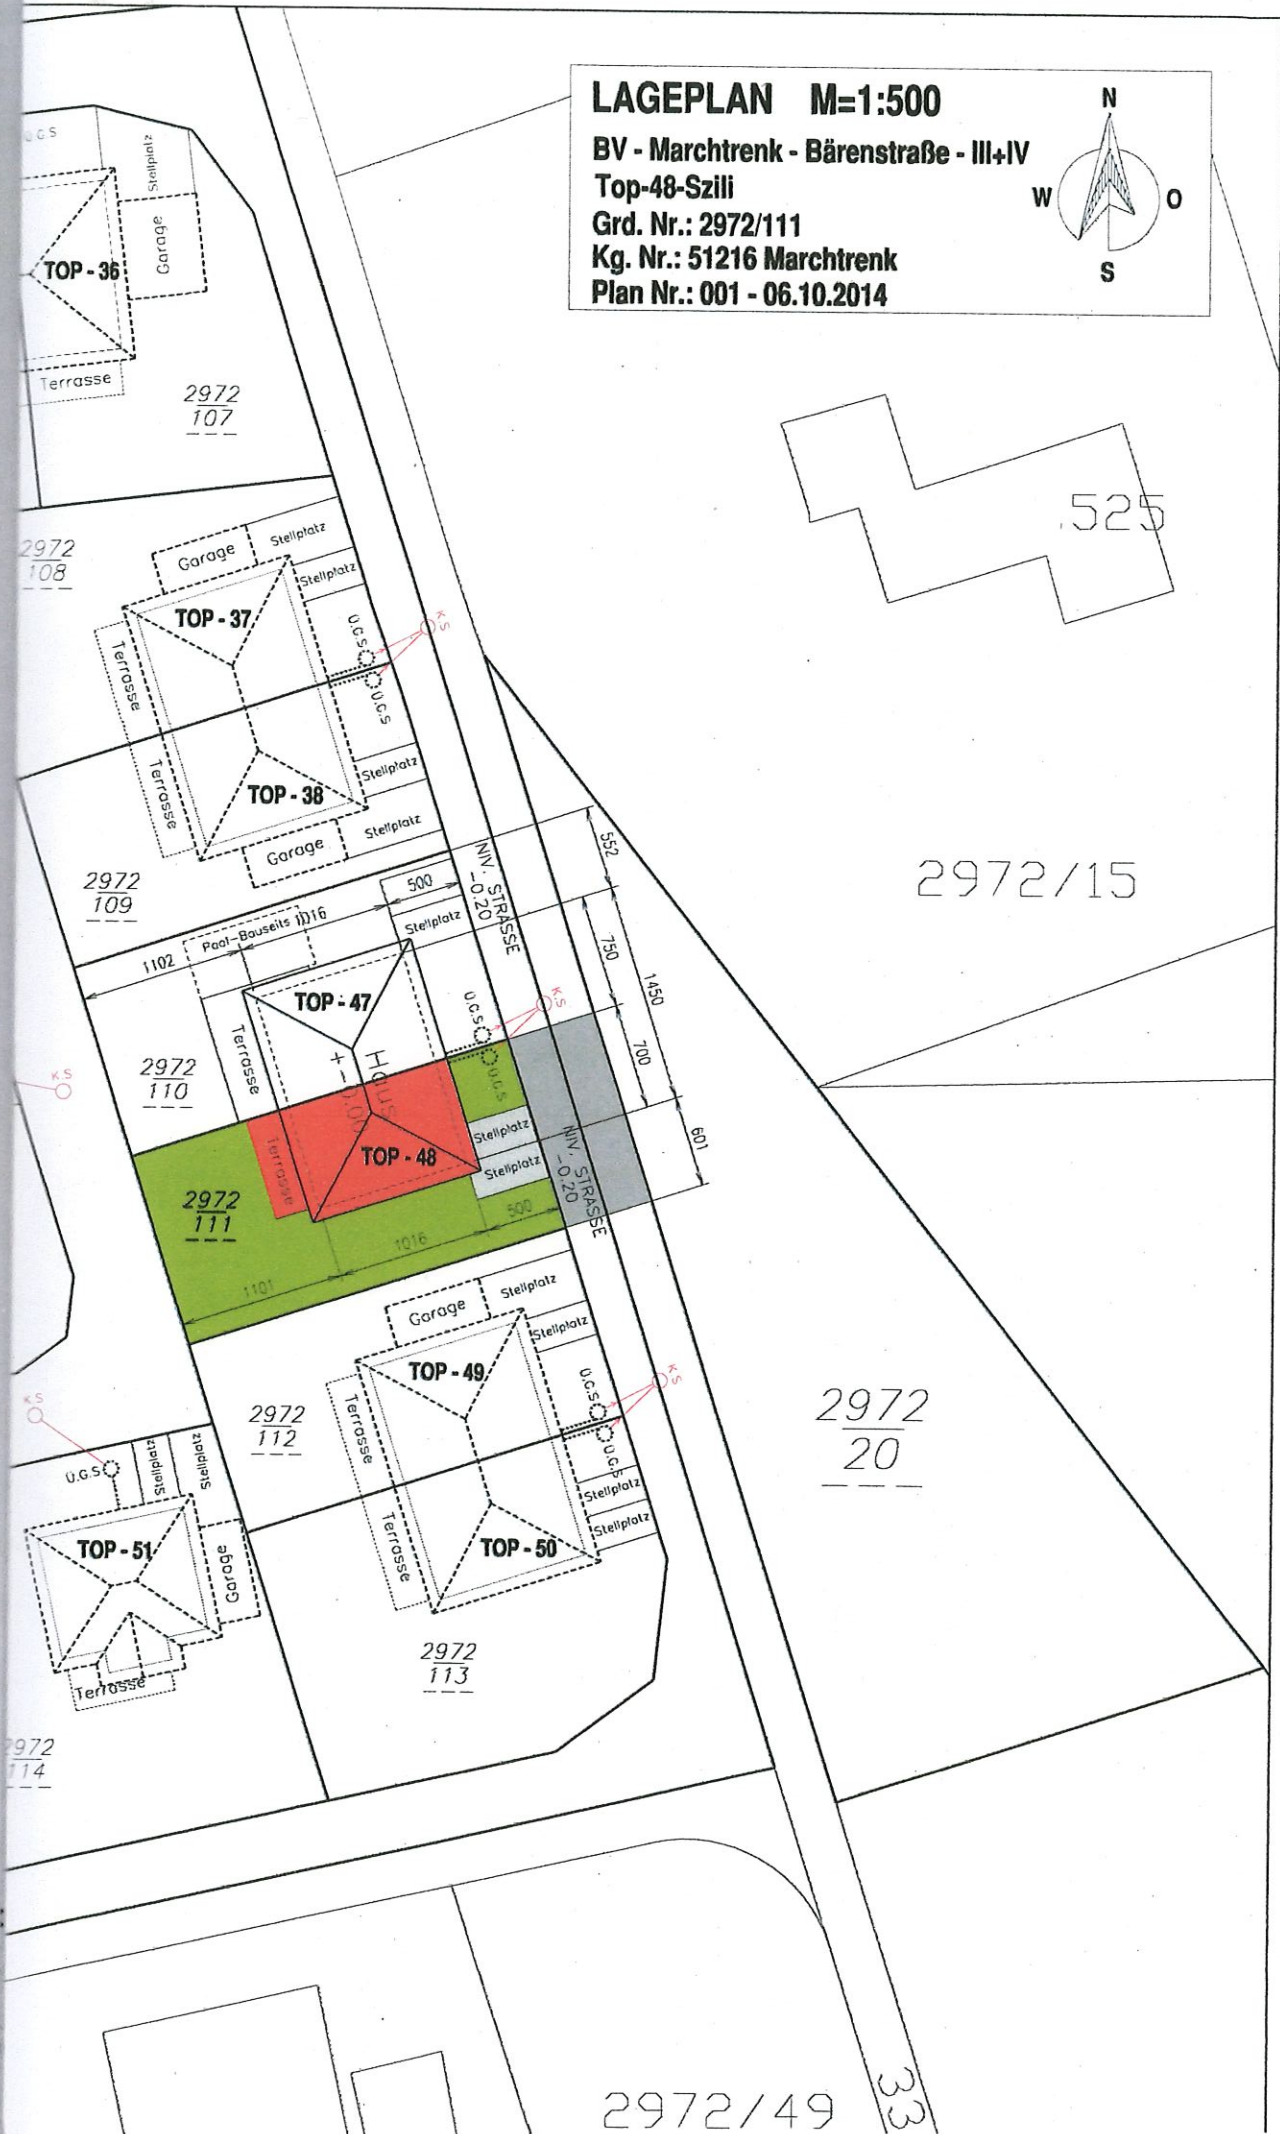 LAGEPLAN M=1:500
BV - Marchtrenk - Bärenstraße - III+IV
Top-48-Szili
Grd. Nr.: 2972/111
Kg. Nr.: 51216 Marchtrenk
Plan Nr.: 001 - 06.10.2014
N
W
O
S
Stellplatz
Garage
TOP - 36
Terrasse
2972
107
.525
2972
108
Garage
Stellplatz
Stellplatz
TOP - 37
Terrasse
Ü.G.S
K.S
Ü.G.S
Terrasse
TOP - 38
Stellplatz
Stellplatz
Garage
2972
109
552
2972/15
NIV. STRASSE
-0.20
500
Pool-Bauseits 1016
1102
Stellplatz
750
1450
TOP - 47
Terrasse
Ü.G.S
K.S
2972
110
Haus
+-0.00
700
K.S
Ü.G.S
Stellplatz
601
TOP - 48
Terrasse
Stellplatz
NIV. STRASSE
-0.20
2972
111
500
1016
1101
Garage
Stellplatz
Stellplatz
TOP - 49
Terrasse
Ü.G.S
K.S
2972
112
2972
20
K.S
Ü.G.S
Stellplatz
Stellplatz
Ü.G.S
Stellplatz
Stellplatz
Terrasse
TOP - 50
TOP - 51
Garage
Terrasse
2972
113
2972
114
2972/49
33